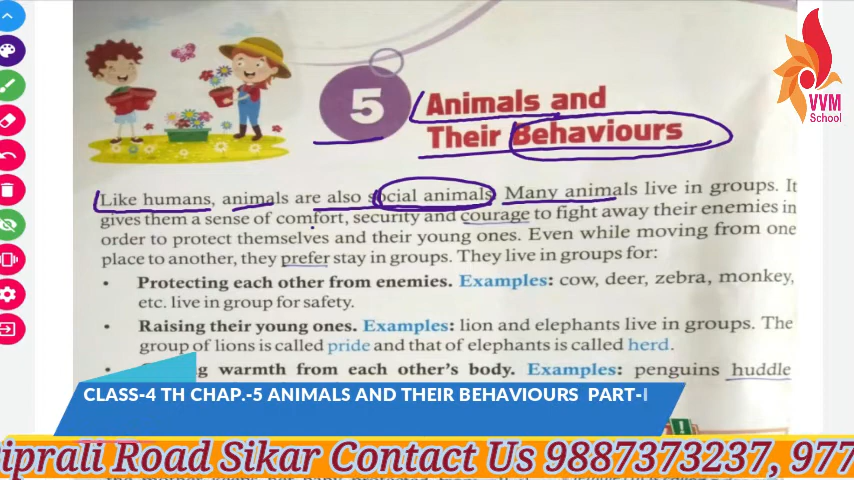 5
Animals and
Their Behaviours
VVM
School
Like humans, animals are also social animals. Many animals live in groups. It
gives them a sense of comfort, security and courage to fight away their enemies in
order to protect themselves and their young ones. Even while moving from one
place to another, they prefer stay in groups. They live in groups for:
• Protecting each other from enemies. Examples: cow, deer, zebra, monkey,
etc. live in group for safety.
• Raising their young ones. Examples: lion and elephants live in groups. The
group of lions is called pride and that of elephants is called herd.
warmth from each other's body. Examples: penguins huddle
CLASS-4 TH CHAP.-5 ANIMALS AND THEIR BEHAVIOURS PART-I
iprali Road Sikar Contact Us 9887373237, 977